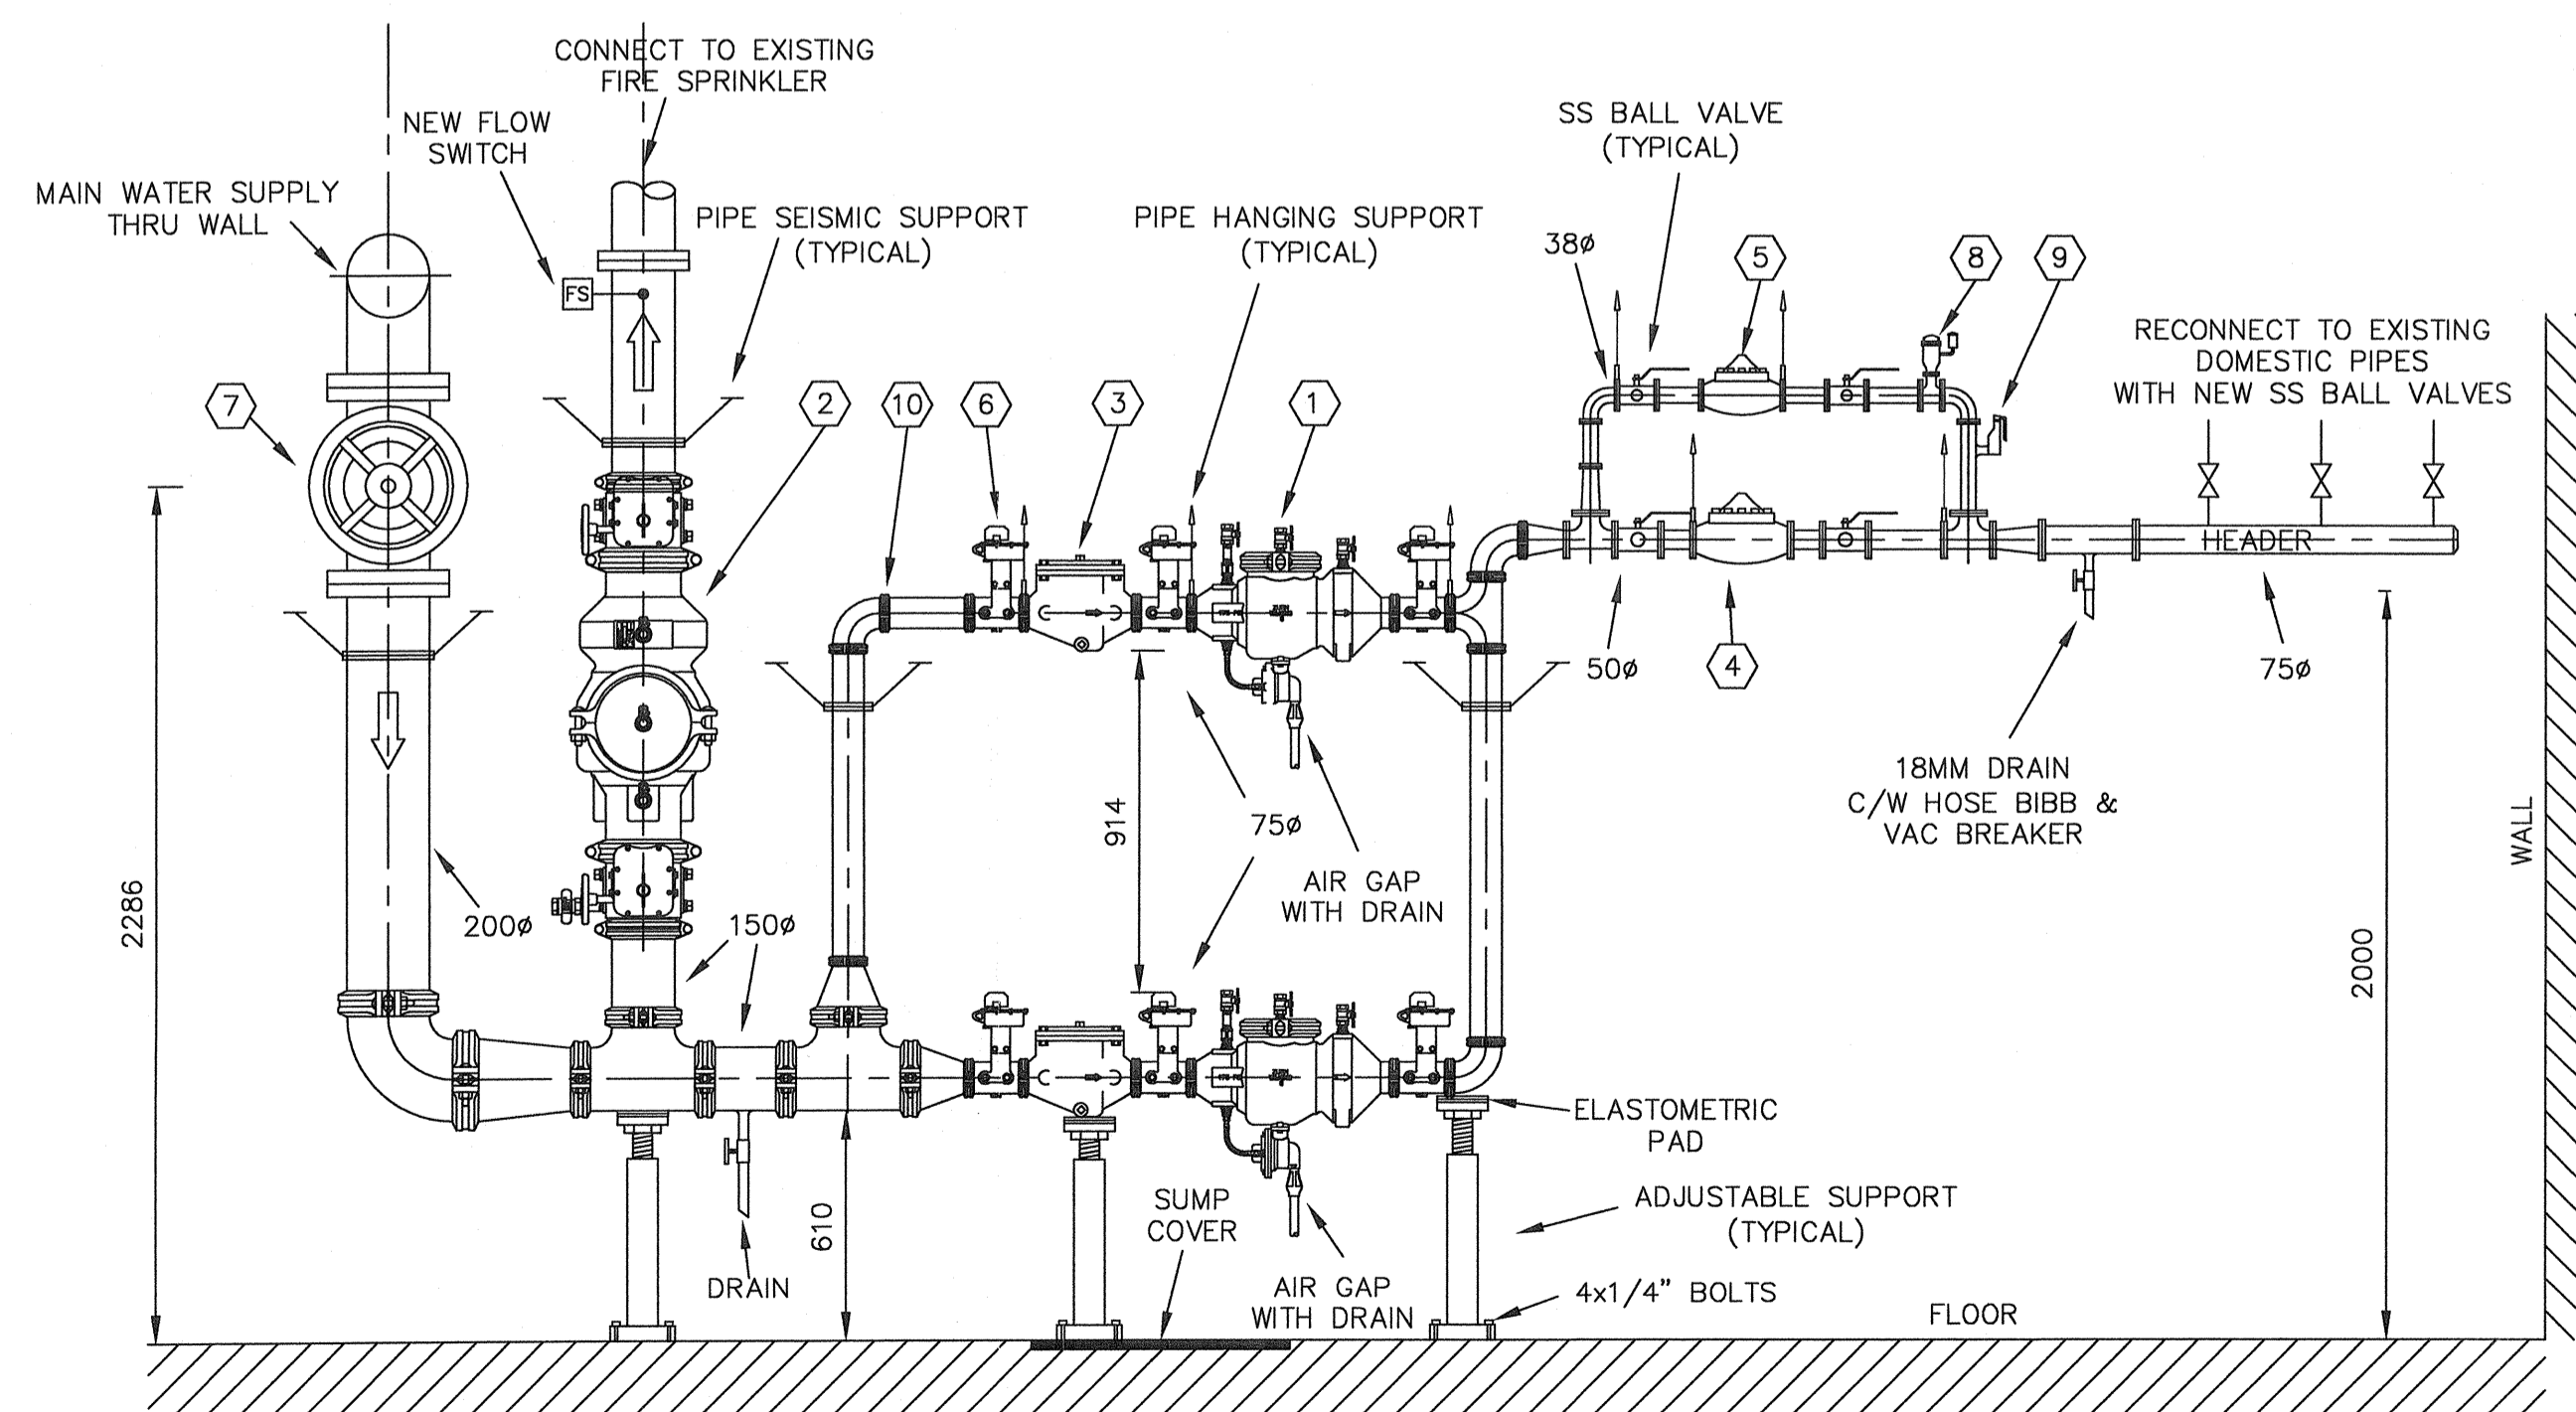 CONNECT TO EXISTING
FIRE SPRINKLER
NEW FLOW
SWITCH
MAIN WATER SUPPLY
THRU WALL
FS
PIPE SEISMIC SUPPORT
(TYPICAL)
PIPE HANGING SUPPORT
(TYPICAL)
SS BALL VALVE
(TYPICAL)
38ø
5
8
9
RECONNECT TO EXISTING
DOMESTIC PIPES
WITH NEW SS BALL VALVES
7
2
10
6
3
1
HEADER
50ø
4
75ø
18MM DRAIN
C/W HOSE BIBB &
VAC BREAKER
WALL
914
75ø
AIR GAP
WITH DRAIN
2286
200ø
150ø
2000
ELASTOMETRIC
PAD
610
SUMP
COVER
ADJUSTABLE SUPPORT
(TYPICAL)
DRAIN
AIR GAP
WITH DRAIN
4x1/4" BOLTS
FLOOR